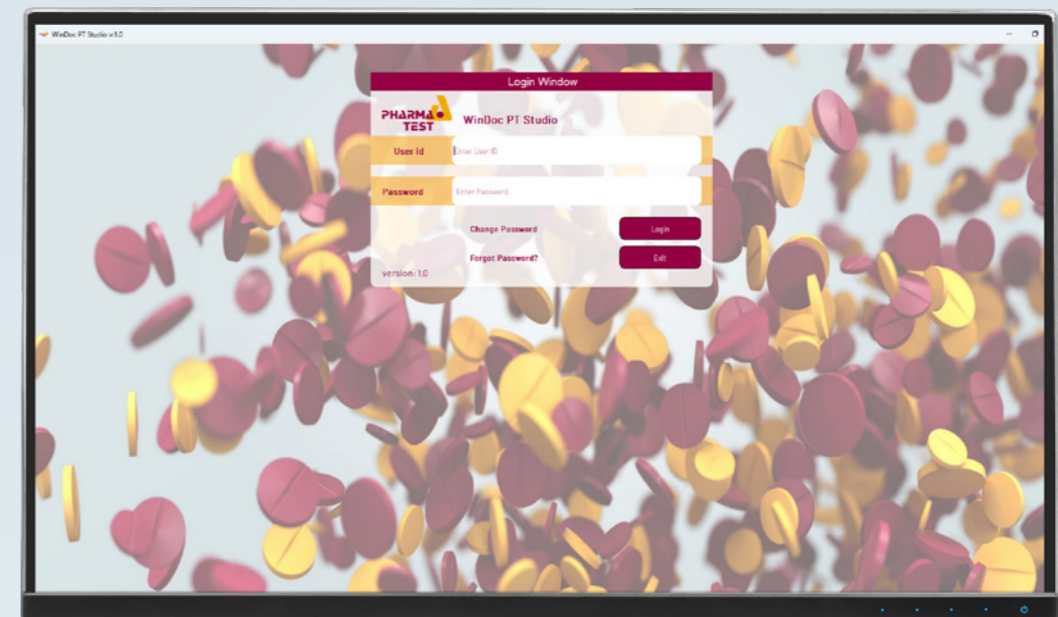 WinDoc PT Studio v:1.0
Login Window
PHARMA
TEST
WinDoc PT Studio
User Id
Enter User ID
Password
Enter Password
Change Password
Login
Forgot Password?
Exit
version: 1.0